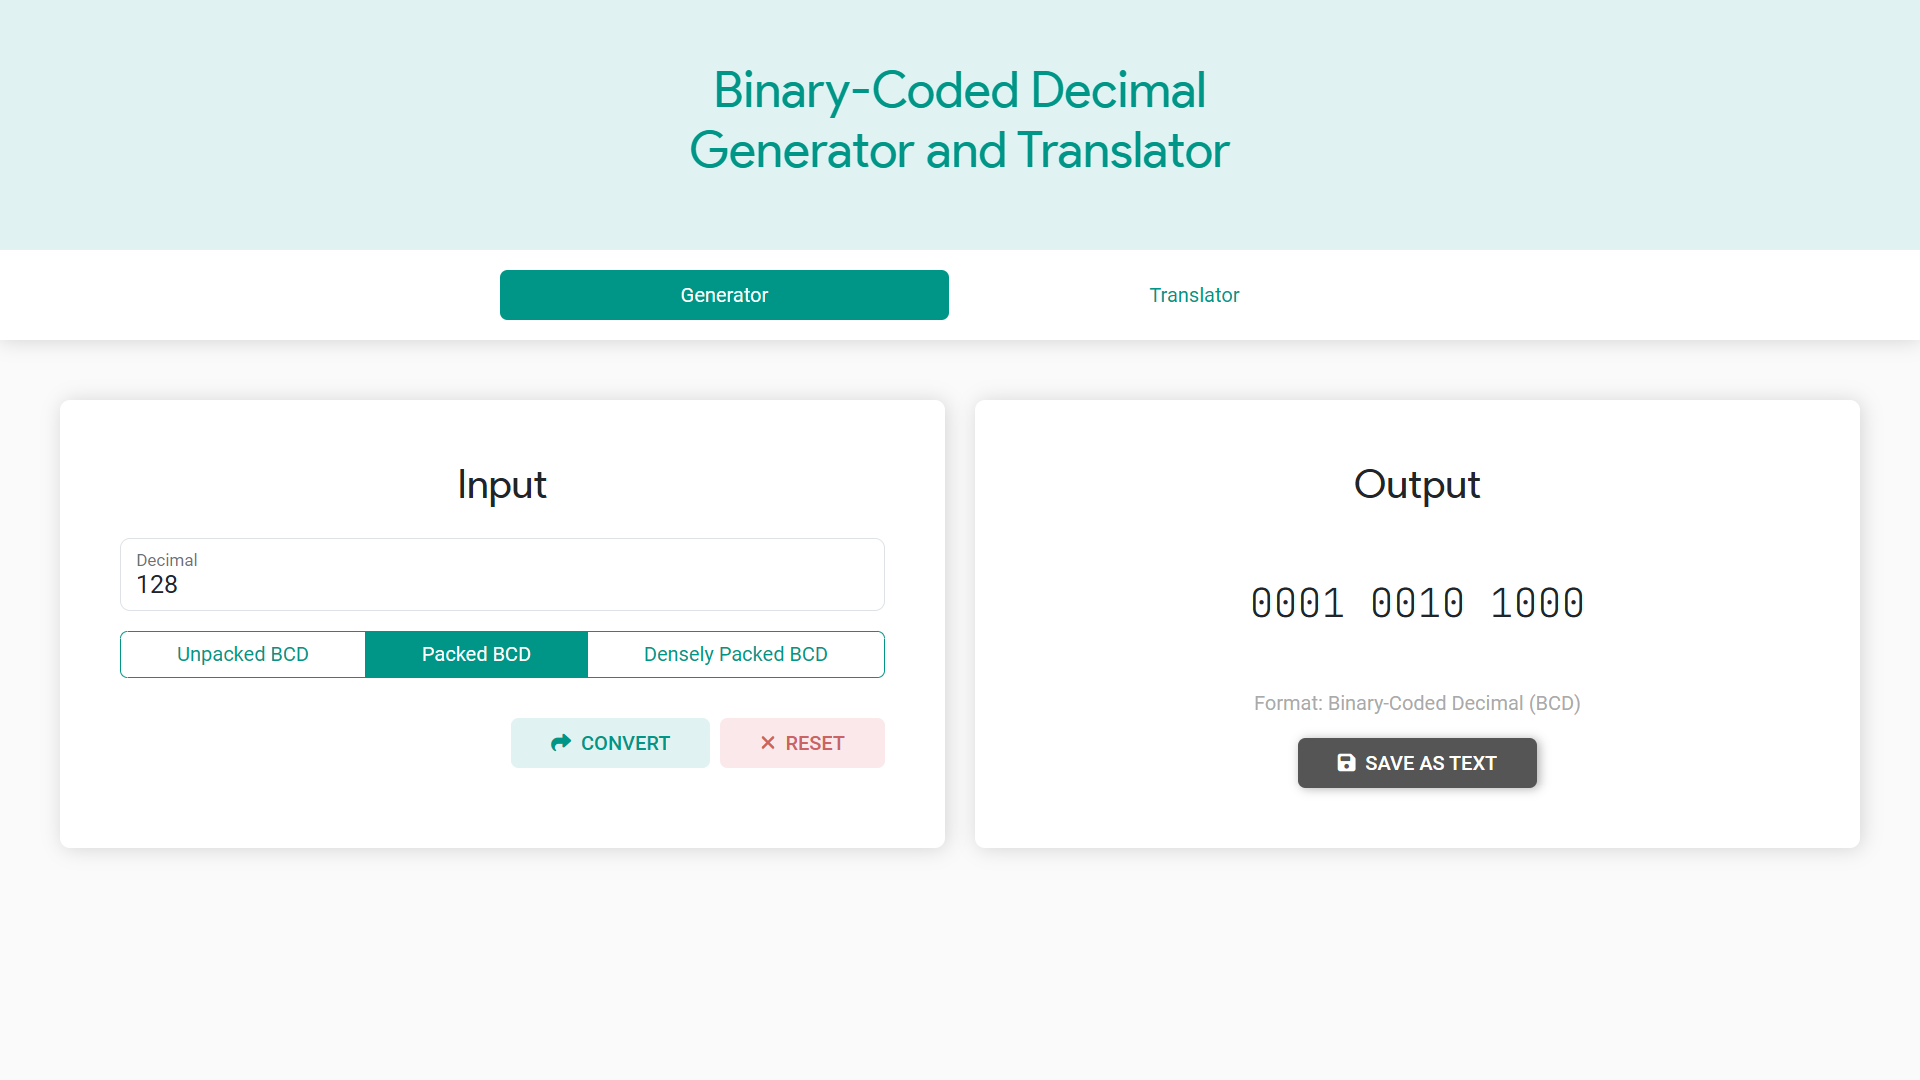 Binary-Coded Decimal
Generator and Translator
Generator
Translator
Input
Decimal
128
Unpacked BCD
Packed BCD
Densely Packed BCD
CONVERT
RESET
Output
0001 0010 1000
Format: Binary-Coded Decimal (BCD)
SAVE AS TEXT